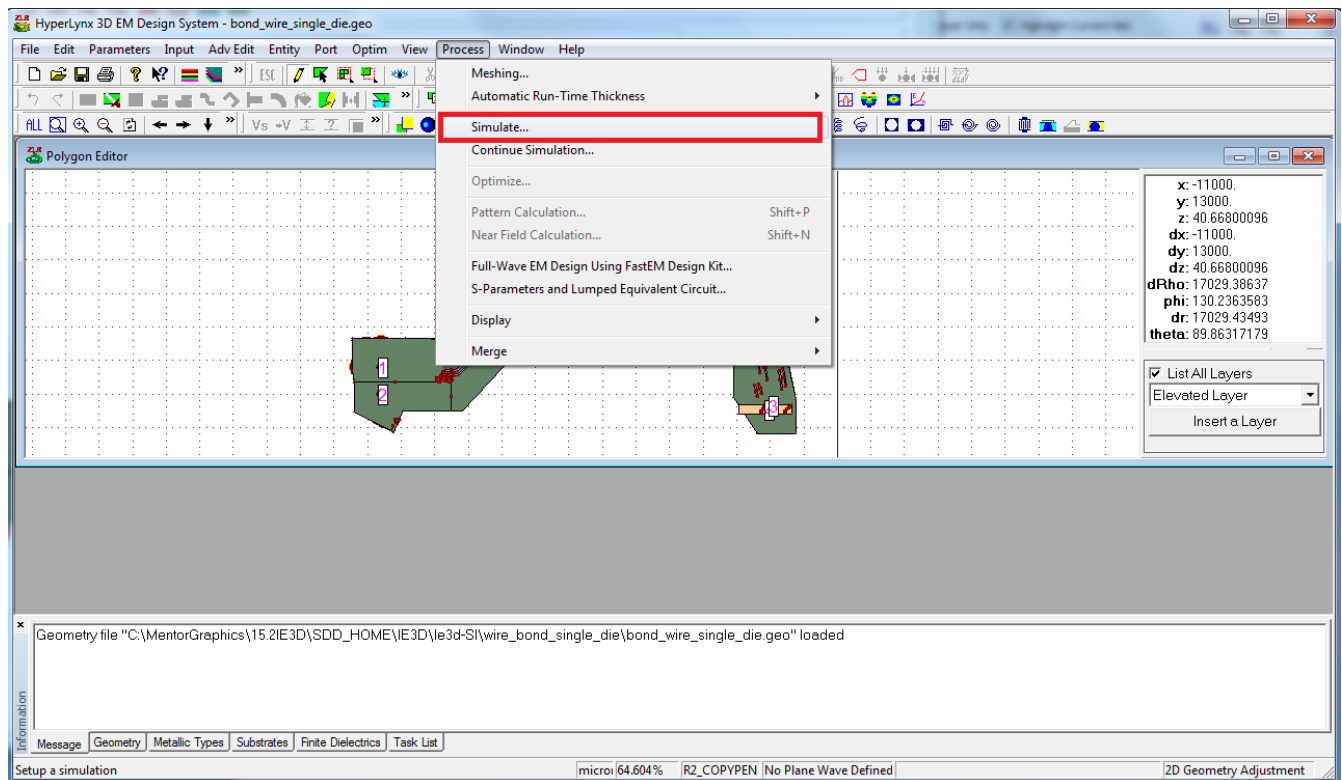 HyperLynx 3D EM Design System - bond_wire_single_die.geo
File Edit Parameters Input Adv Edit Entity Port Optim View Process Window Help
ESC
ALL
Vs
Meshing...
Automatic Run-Time Thickness
Simulate...
Continue Simulation...
Optimize...
Pattern Calculation... Shift+P
Near Field Calculation... Shift+N
Full-Wave EM Design Using FastEM Design Kit...
S-Parameters and Lumped Equivalent Circuit...
Display
Merge
Polygon Editor
1
2
3
x: -11000.
y: 13000.
z: 40.66800096
dx: -11000.
dy: 13000.
dz: 40.66800096
dRho: 17029.38637
phi: 130.2363583
dr: 17029.43493
theta: 89.86317179
List All Layers
Elevated Layer
Insert a Layer
Geometry file "C:\MentorGraphics\15.2IE3D\SDD_HOME\IE3D\Ie3d-SI\wire_bond_single_die\bond_wire_single_die.geo" loaded
Information
Message Geometry Metallic Types Substrates Finite Dielectrics Task List
Setup a simulation 64.604% R2_COPYPEN No Plane Wave Defined 2D Geometry Adjustment